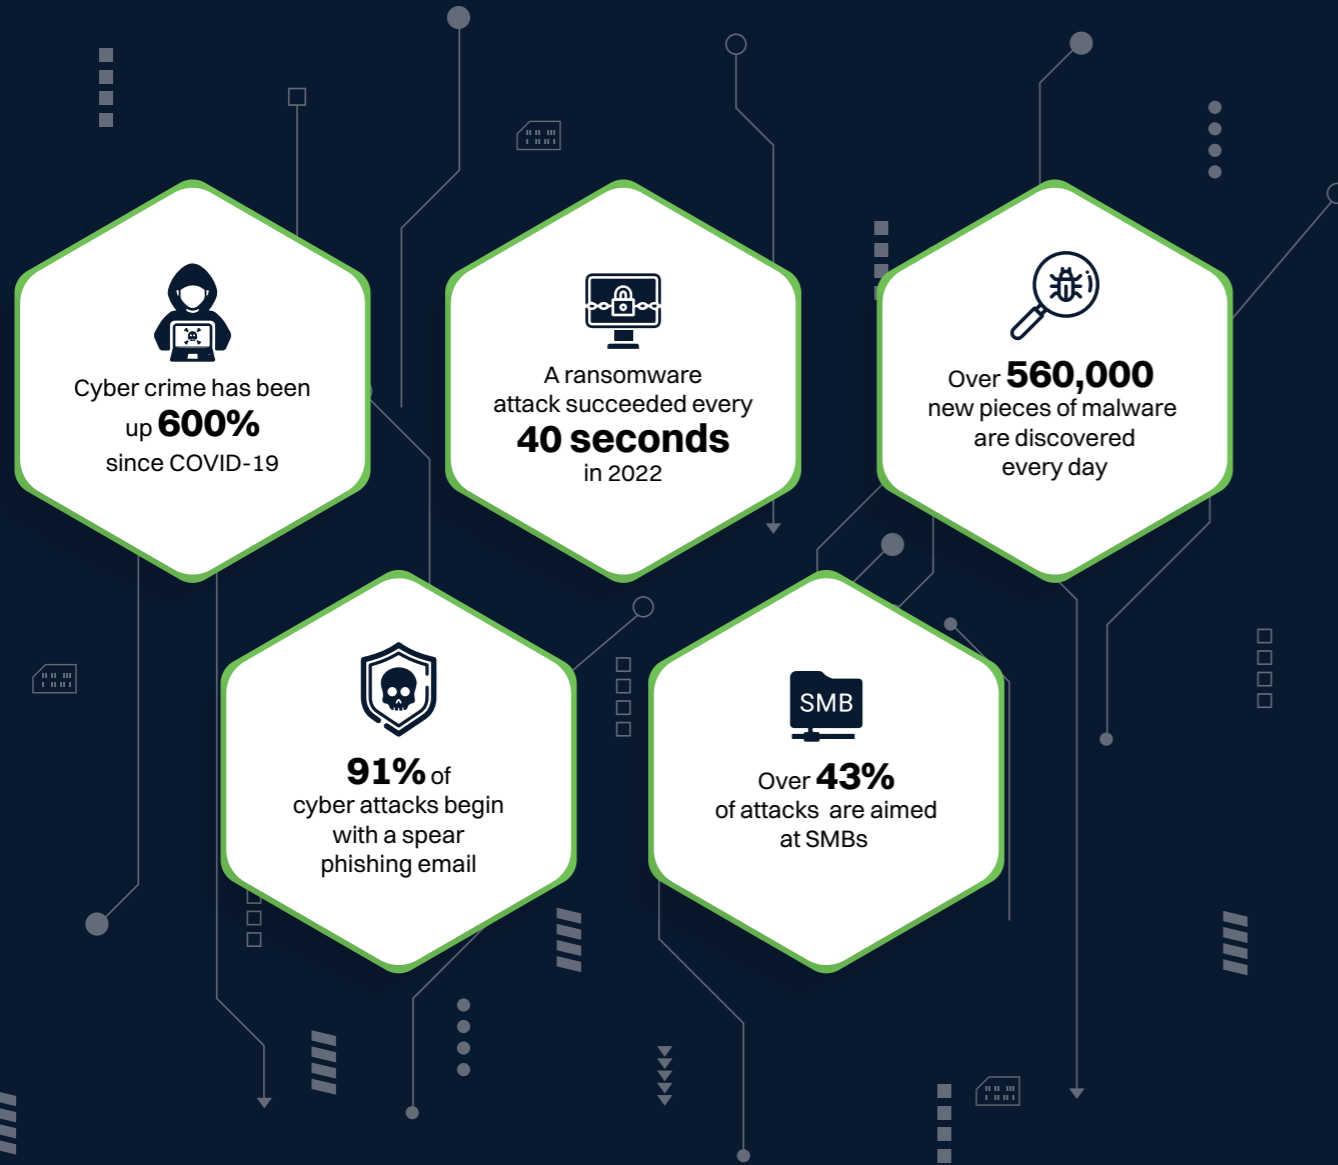 Cyber crime has been
up 600%
since COVID-19
A ransomware
attack succeeded every
40 seconds
in 2022
Over 560,000
new pieces of malware
are discovered
every day
91% of
cyber attacks begin
with a spear
phishing email
SMB
Over 43%
of attacks are aimed
at SMBs